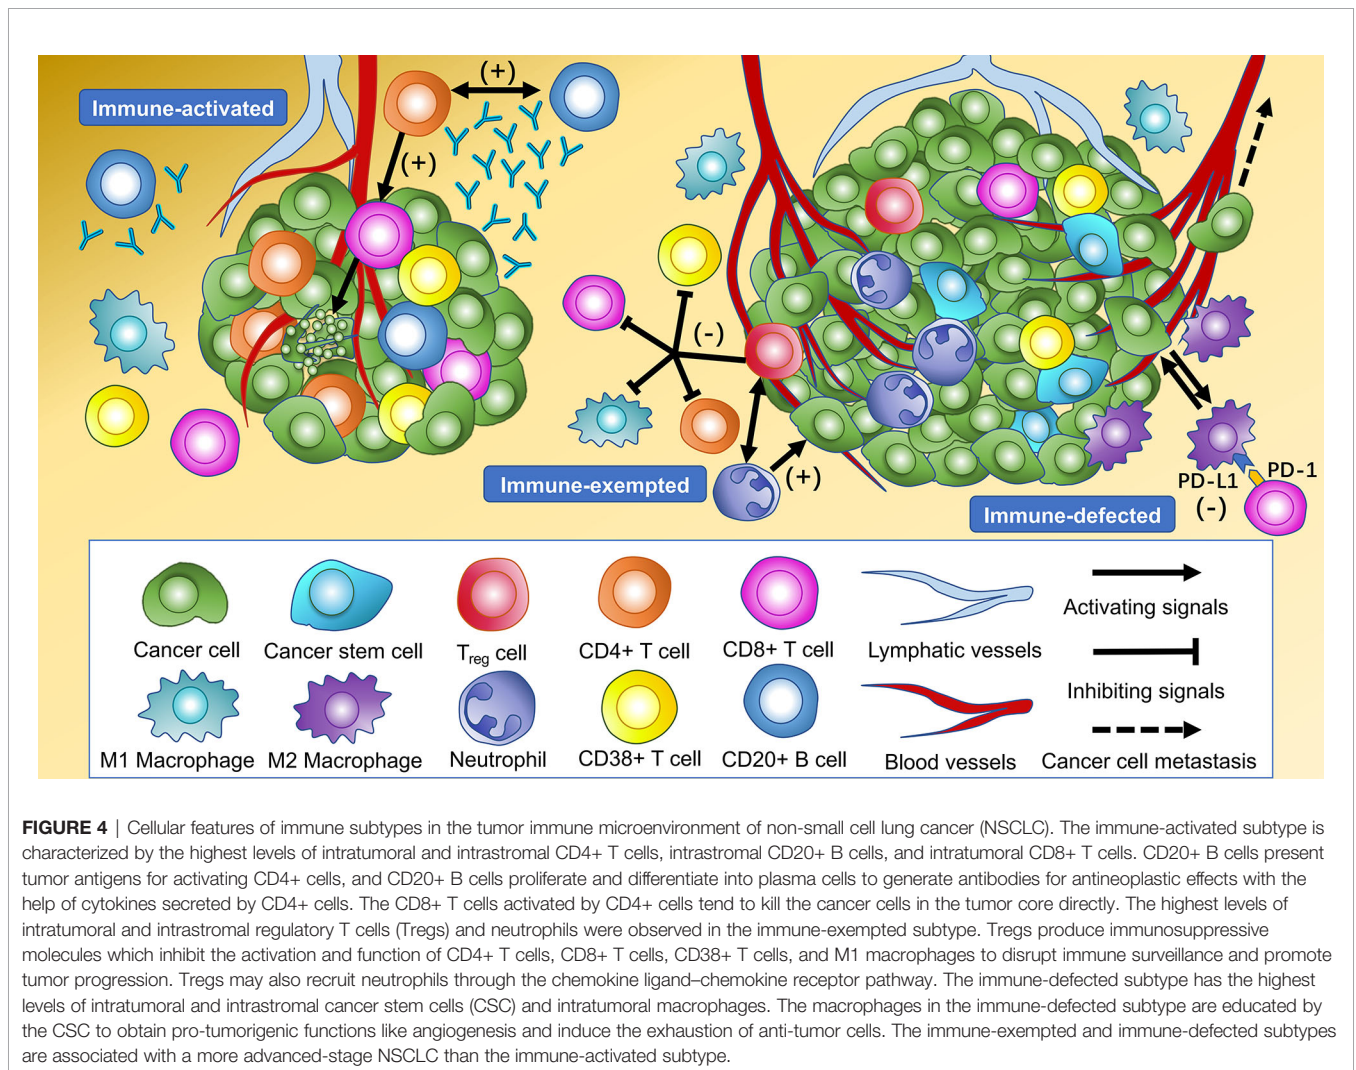 Immune-activated
(+)
(+)
(-)
Immune-exempted
(+)
Immune-defected
PD-L1
PD-1
(-)
Cancer cell
Cancer stem cell
Treg cell
CD4+ T cell
CD8+ T cell
Lymphatic vessels
Activating signals
Inhibiting signals
M1 Macrophage
M2 Macrophage
Neutrophil
CD38+ T cell
CD20+ B cell
Blood vessels
Cancer cell metastasis
FIGURE 4 | Cellular features of immune subtypes in the tumor immune microenvironment of non-small cell lung cancer (NSCLC). The immune-activated subtype is
characterized by the highest levels of intratumoral and intrastromal CD4+ T cells, intrastromal CD20+ B cells, and intratumoral CD8+ T cells. CD20+ B cells present
tumor antigens for activating CD4+ cells, and CD20+ B cells proliferate and differentiate into plasma cells to generate antibodies for antineoplastic effects with the
help of cytokines secreted by CD4+ cells. The CD8+ T cells activated by CD4+ cells tend to kill the cancer cells in the tumor core directly. The highest levels of
intratumoral and intrastromal regulatory T cells (Tregs) and neutrophils were observed in the immune-exempted subtype. Tregs produce immunosuppressive
molecules which inhibit the activation and function of CD4+ T cells, CD8+ T cells, CD38+ T cells, and M1 macrophages to disrupt immune surveillance and promote
tumor progression. Tregs may also recruit neutrophils through the chemokine ligand–chemokine receptor pathway. The immune-defected subtype has the highest
levels of intratumoral and intrastromal cancer stem cells (CSC) and intratumoral macrophages. The macrophages in the immune-defected subtype are educated by
the CSC to obtain pro-tumorigenic functions like angiogenesis and induce the exhaustion of anti-tumor cells. The immune-exempted and immune-defected subtypes
are associated with a more advanced-stage NSCLC than the immune-activated subtype.